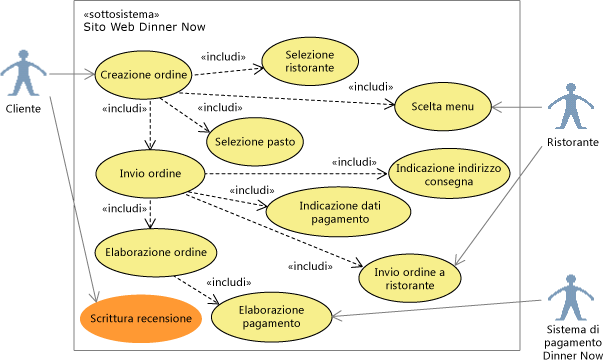 «sottosistema»
Sito Web Dinner Now
Cliente
Creazione ordine
«includi»
Selezione
ristorante
«includi»
«includi»
«includi»
Scelta menu
Ristorante
Selezione pasto
Invio ordine
«includi»
Indicazione indirizzo
consegna
«includi»
«includi»
Indicazione dati
pagamento
Elaborazione ordine
«includi»
Invio ordine a
ristorante
«includi»
Scrittura recensione
Elaborazione
pagamento
Sistema di
pagamento
Dinner Now